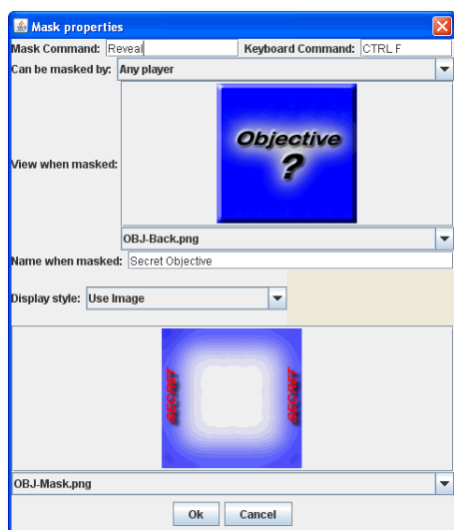 Mask properties
Mask Command: Reveal Keyboard Command: CTRL F
Can be masked by: Any player
Objective
?
View when masked:
OBJ-Back.png
Name when masked: Secret Objective
Display style: Use Image
SECRET SECRET
OBJ-Mask.png
Ok Cancel